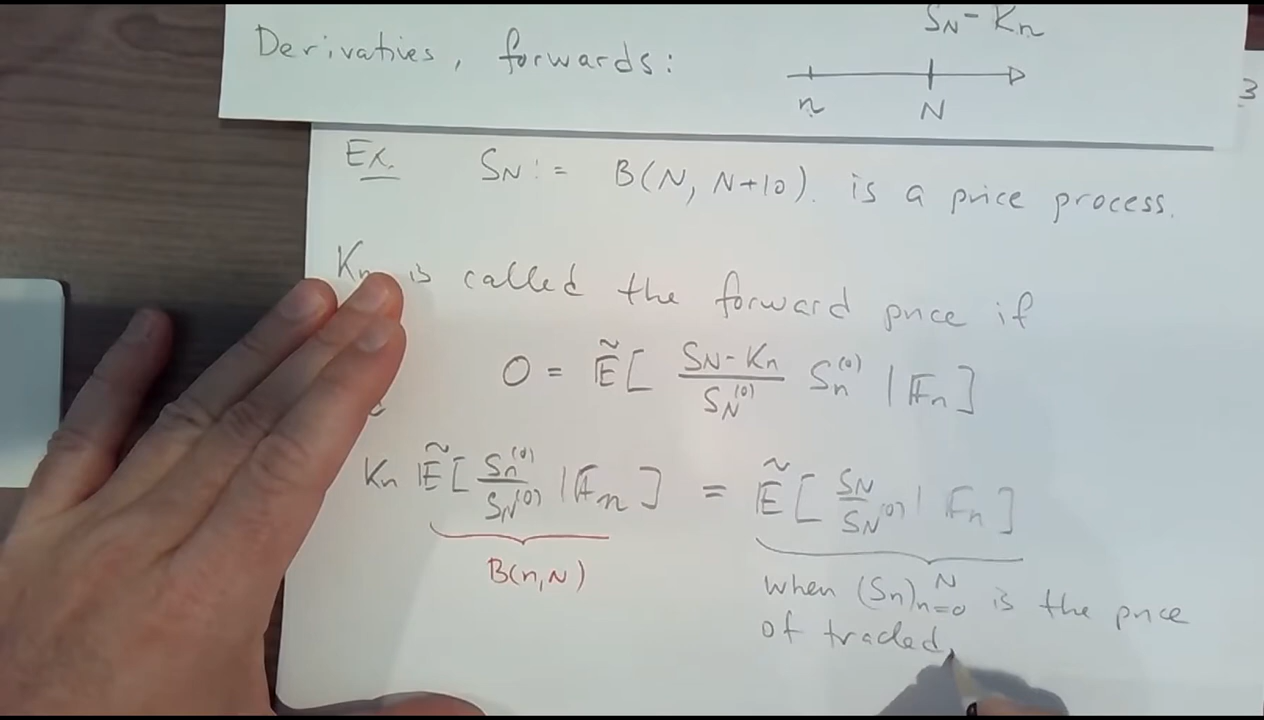 S_N - K_n
Derivatives, forwards:
n N
3
Ex. S_N := B(N, N+10). is a price process.
K_n is called the forward price if
0 = Ẽ[ (S_N - K_n)/S_N^(0) S_n^(0) | F_n ]
K_n Ẽ[ S_n^(0)/S_N^(0) | F_n ] = Ẽ[ S_N/S_N^(0) | F_n ]
B(n,N)
when (S_n)_{n=0}^N is the price
of traded,